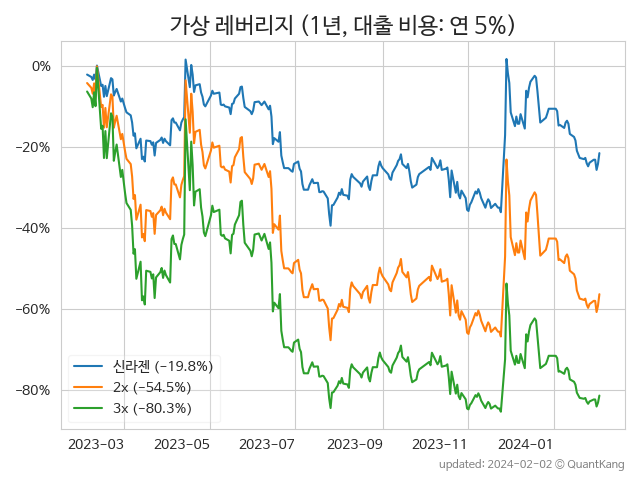 가상 레버리지 (1년, 대출 비용: 연 5%)
0%
−20%
−40%
−60%
−80%
신라젠 (−19.8%)
2x (−54.5%)
3x (−80.3%)
2023−03 2023−05 2023−07 2023−09 2023−11 2024−01
updated: 2024-02-02 © QuantKang